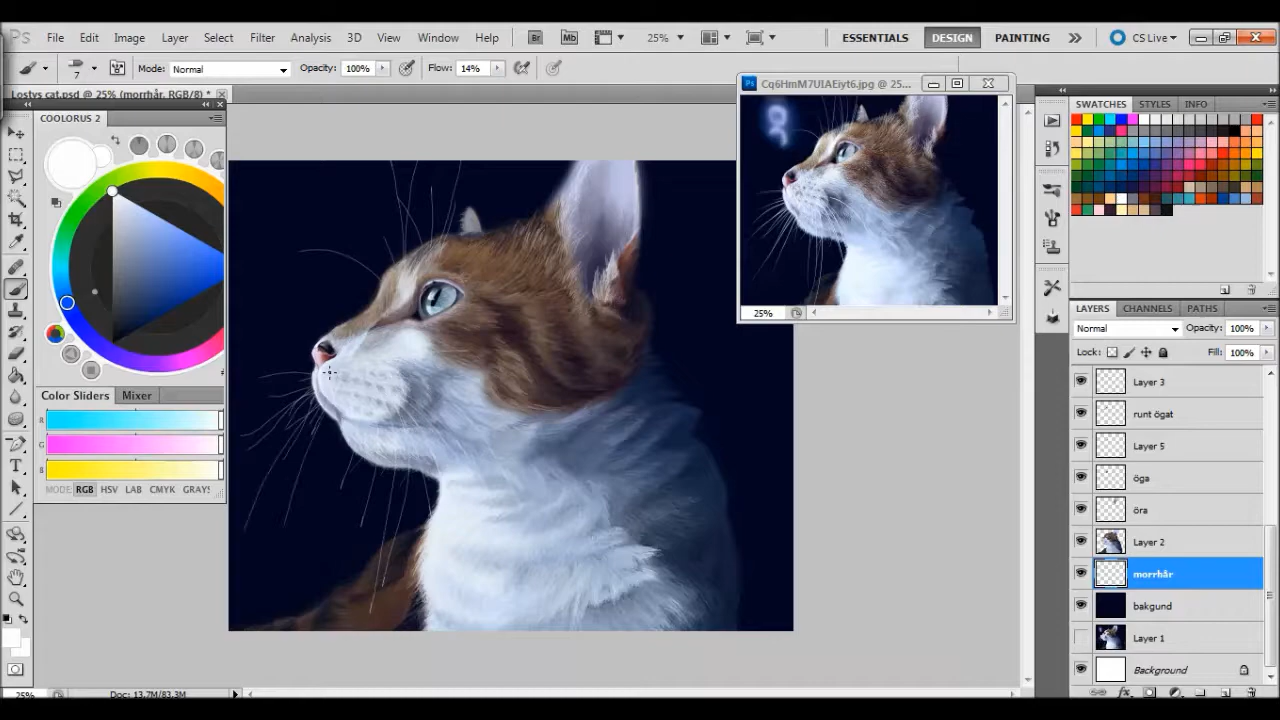 Ps File Edit Image Layer Select Filter Analysis 3D View Window Help Br Mb 25% ESSENTIALS DESIGN PAINTING CS Live
7 Mode: Normal Opacity: 100% Flow: 14%
Lostys cat.psd @ 25% (morrhår, RGB/8) *
COOLORUS 2
Color Sliders Mixer
R
G
B
MODE: RGB HSV LAB CMYK GRAYS
Cq6HmM7UIAEiyt6.jpg @ 25...
25%
SWATCHES STYLES INFO
LAYERS CHANNELS PATHS
Normal Opacity: 100%
Lock: Fill: 100%
Layer 3
runt ögat
Layer 5
öga
öra
Layer 2
morrhår
bakgund
Layer 1
Background
25% Doc: 13,7M/83,3M